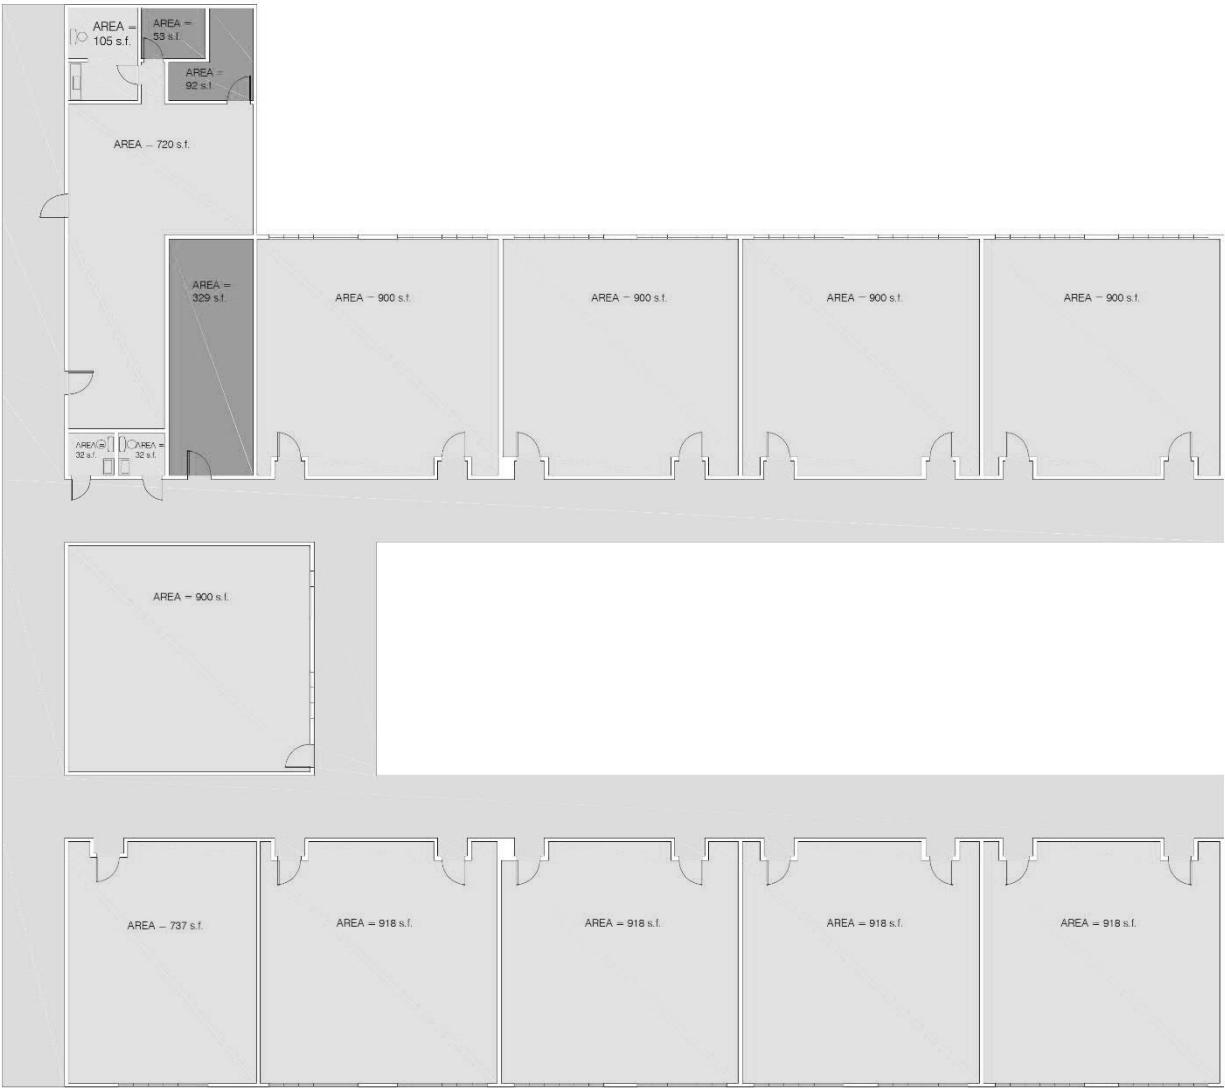 AREA =
105 s.f.
AREA =
53 s.f.
AREA =
92 s.f.
AREA = 720 s.f.
AREA =
329 s.f.
AREA = 900 s.f.
AREA = 900 s.f.
AREA = 900 s.f.
AREA = 900 s.f.
AREA =
32 s.f.
AREA =
32 s.f.
AREA = 900 s.f.
AREA = 737 s.f.
AREA = 918 s.f.
AREA = 918 s.f.
AREA = 918 s.f.
AREA = 918 s.f.